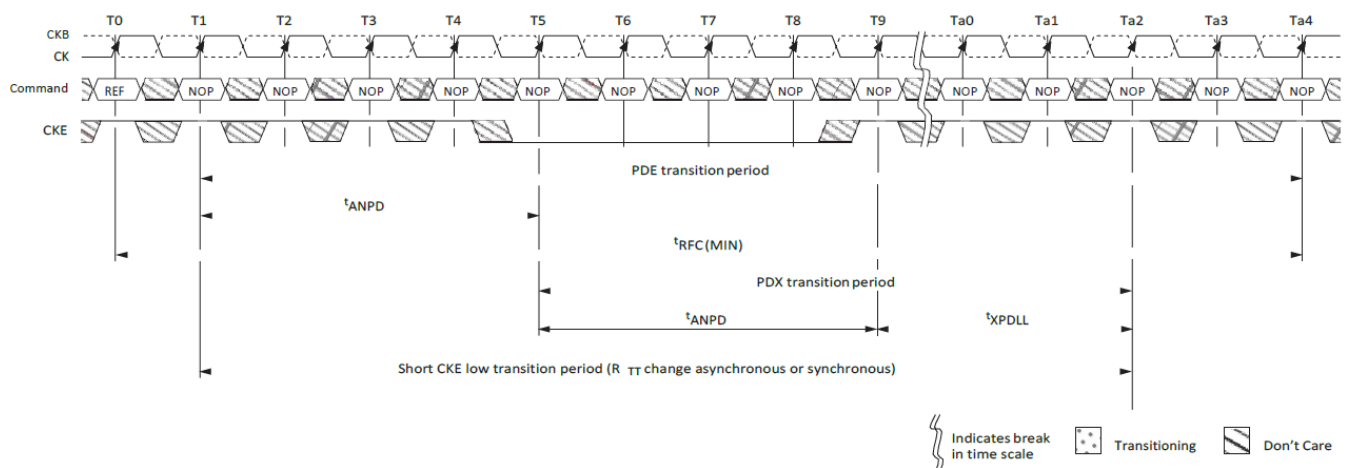 T0 T1 T2 T3 T4 T5 T6 T7 T8 T9 Ta0 Ta1 Ta2 Ta3 Ta4
CKB
CK
Command REF NOP NOP NOP NOP NOP NOP NOP NOP NOP NOP NOP NOP NOP NOP
CKE
PDE transition period
tANPD
tRFC(MIN)
PDX transition period
tANPD tXPDLL
Short CKE low transition period (R TT change asynchronous or synchronous)
Indicates break
in time scale
Transitioning
Don't Care